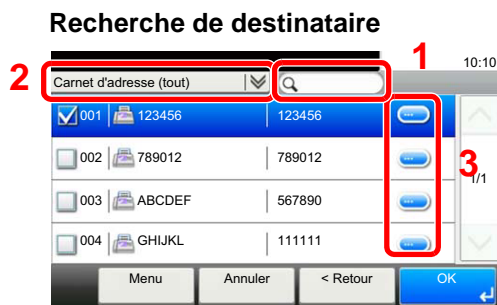 Recherche de destinataire
1
10:10
2
Carnet d'adresse (tout)
001 123456 123456
002 789012 789012
3
1/1
003 ABCDEF 567890
004 GHIJKL 111111
Menu Annuler < Retour OK